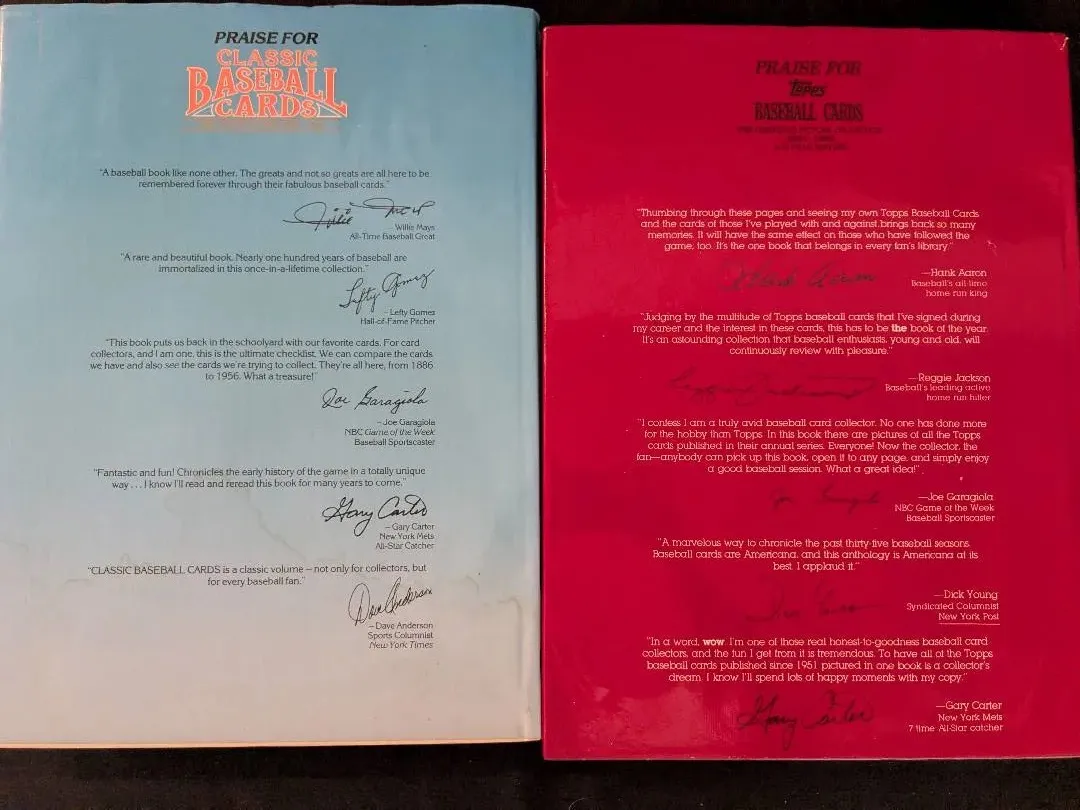 PRAISE FOR
CLASSIC
BASEBALL
CARDS
"A baseball book like none other. The greats and not so greats are all here to be
remembered forever through their fabulous baseball cards."
– Willie Mays
All-Time Baseball Great
"A rare and beautiful book. Nearly one hundred years of baseball are
immortalized in this once-in-a-lifetime collection."
Lefty Gomez
– Lefty Gomes
Hall-of-Fame Pitcher
"This book puts us back in the schoolyard with our favorite cards. For card
collectors, and I am one, this is the ultimate checklist. We can compare the cards
we have and also see the cards we're trying to collect. They're all here, from 1886
to 1956. What a treasure!"
Joe Garagiola
– Joe Garagiola
NBC Game of the Week
Baseball Sportscaster
"Fantastic and fun! Chronicles the early history of the game in a totally unique
way . . . I know I'll read and reread this book for many years to come."
Gary Carter
– Gary Carter
New York Mets
All-Star Catcher
"CLASSIC BASEBALL CARDS is a classic volume – not only for collectors, but
for every baseball fan."
Dave Anderson
– Dave Anderson
Sports Columnist
New York Times
PRAISE FOR
Topps
BASEBALL CARDS
"Thumbing through these pages and seeing my own Topps Baseball Cards
and the cards of those I've played with and against brings back so many
memories. It will have the same effect on those who have followed the
game, too. It's the one book that belongs in every fan's library."
Hank Aaron
—Hank Aaron
Baseball's all-time
home run king
"Judging by the multitude of Topps baseball cards that I've signed during
my career and the interest in these cards, this has to be the book of the year.
It's an astounding collection that baseball enthusiasts, young and old, will
continuously review with pleasure."
—Reggie Jackson
Baseball's leading active
home run hitter
"I confess I am a truly avid baseball card collector. No one has done more
for the hobby than Topps. In this book there are pictures of all the Topps
cards published in their annual series. Everyone! Now the collector, the
fan—anybody can pick up this book, open it to any page, and simply enjoy
a good baseball session. What a great idea!"
—Joe Garagiola
NBC Game of the Week
Baseball Sportscaster
"A marvelous way to chronicle the past thirty-five baseball seasons.
Baseball cards are Americana, and this anthology is Americana at its
best. I applaud it."
—Dick Young
Syndicated Columnist
New York Post
"In a word, wow. I'm one of those real honest-to-goodness baseball card
collectors, and the fun I get from it is tremendous. To have all of the Topps
baseball cards published since 1951 pictured in one book is a collector's
dream. I know I'll spend lots of happy moments with my copy."
Gary Carter
—Gary Carter
New York Mets
7 time All-Star catcher